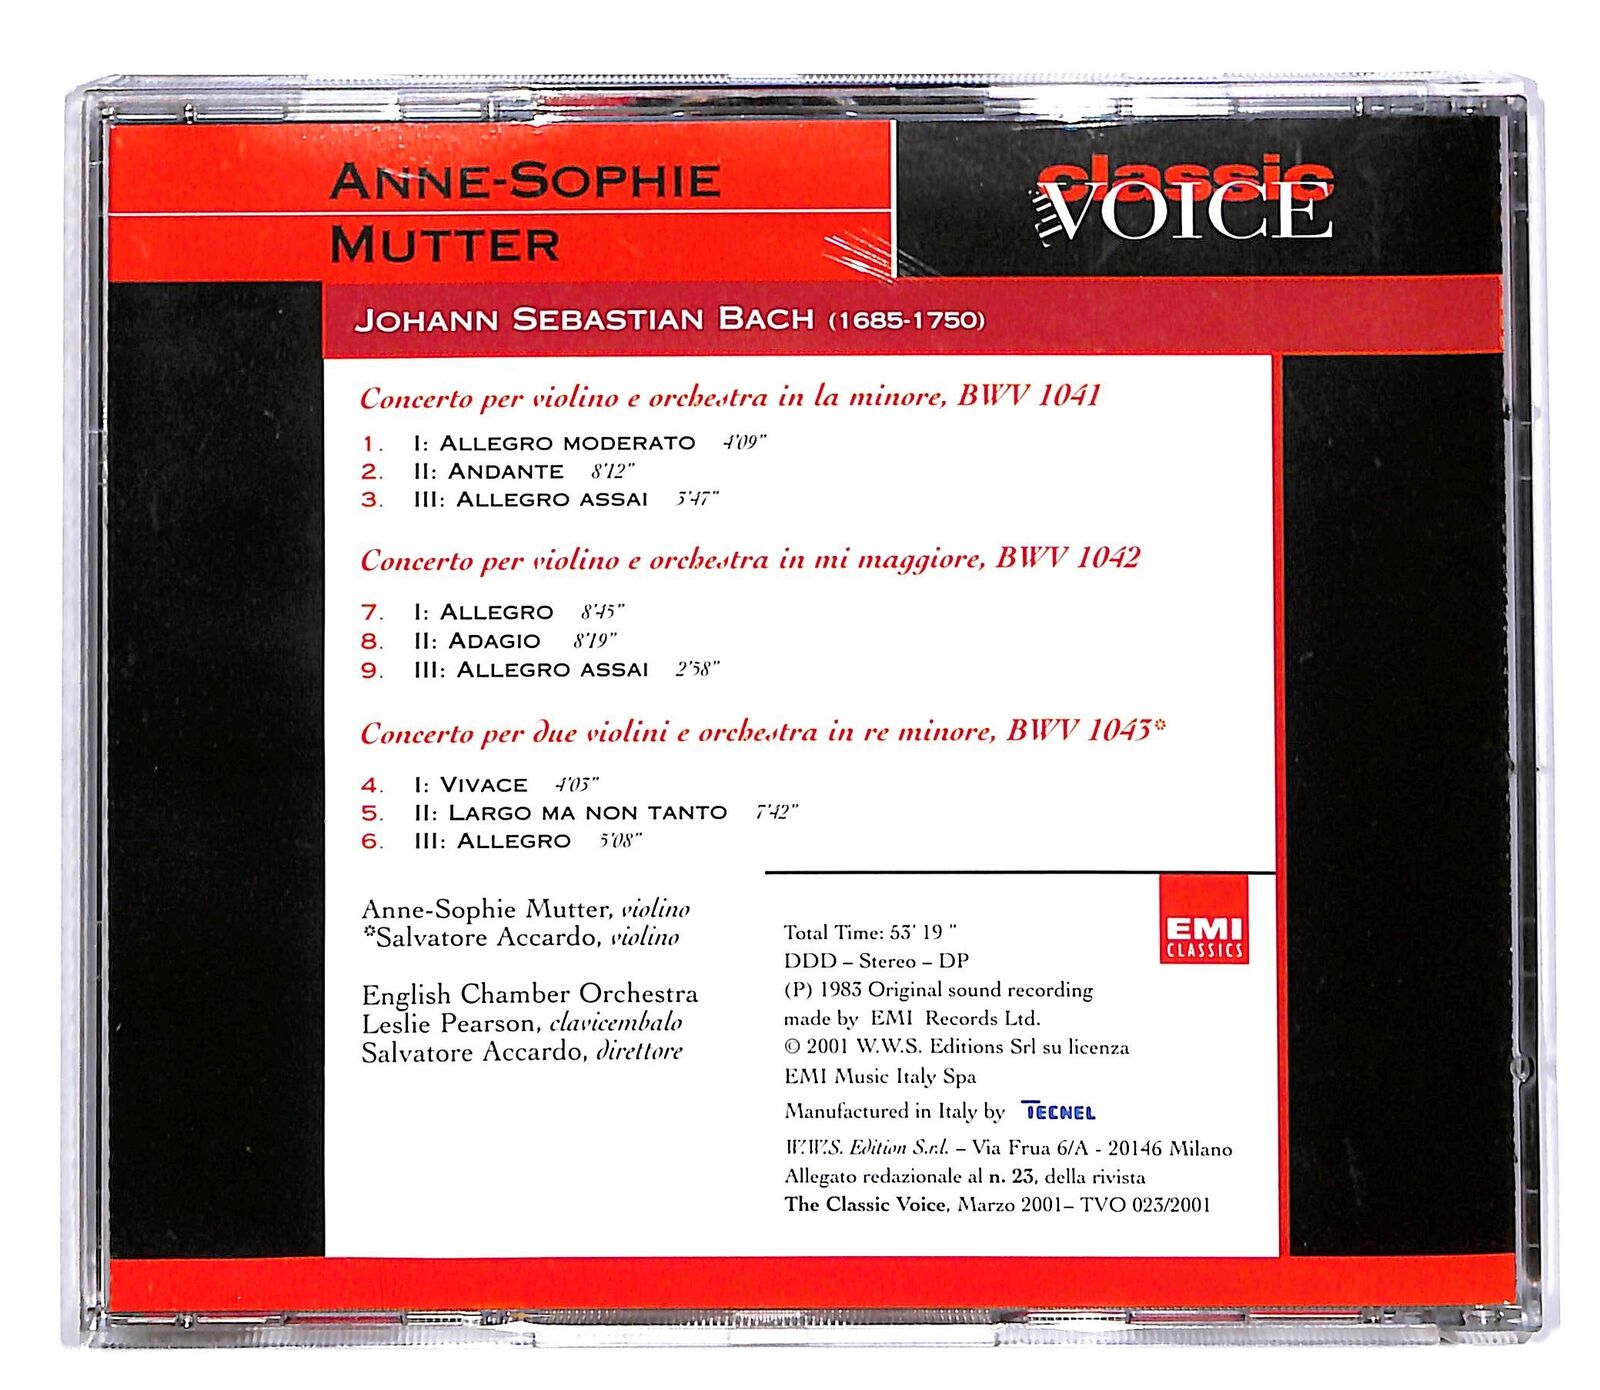 ANNE-SOPHIE
MUTTER
classic
THE VOICE
JOHANN SEBASTIAN BACH (1685-1750)
Concerto per violino e orchestra in la minore, BWV 1041
1. I: ALLEGRO MODERATO 4'09"
2. II: ANDANTE 8'12"
3. III: ALLEGRO ASSAI 3'47"
Concerto per violino e orchestra in mi maggiore, BWV 1042
7. I: ALLEGRO 8'45"
8. II: ADAGIO 8'19"
9. III: ALLEGRO ASSAI 2'58"
Concerto per due violini e orchestra in re minore, BWV 1043*
4. I: VIVACE 4'03"
5. II: LARGO MA NON TANTO 7'42"
6. III: ALLEGRO 5'08"
Anne-Sophie Mutter, violino
*Salvatore Accardo, violino
English Chamber Orchestra
Leslie Pearson, clavicembalo
Salvatore Accardo, direttore
EMI
CLASSICS
Total Time: 53' 19 "
DDD – Stereo – DP
(P) 1983 Original sound recording
made by EMI Records Ltd.
© 2001 W.W.S. Editions Srl su licenza
EMI Music Italy Spa
Manufactured in Italy by TECNEL
W.W.S. Edition S.r.l. – Via Frua 6/A - 20146 Milano
Allegato redazionale al n. 23, della rivista
The Classic Voice, Marzo 2001– TVO 023/2001